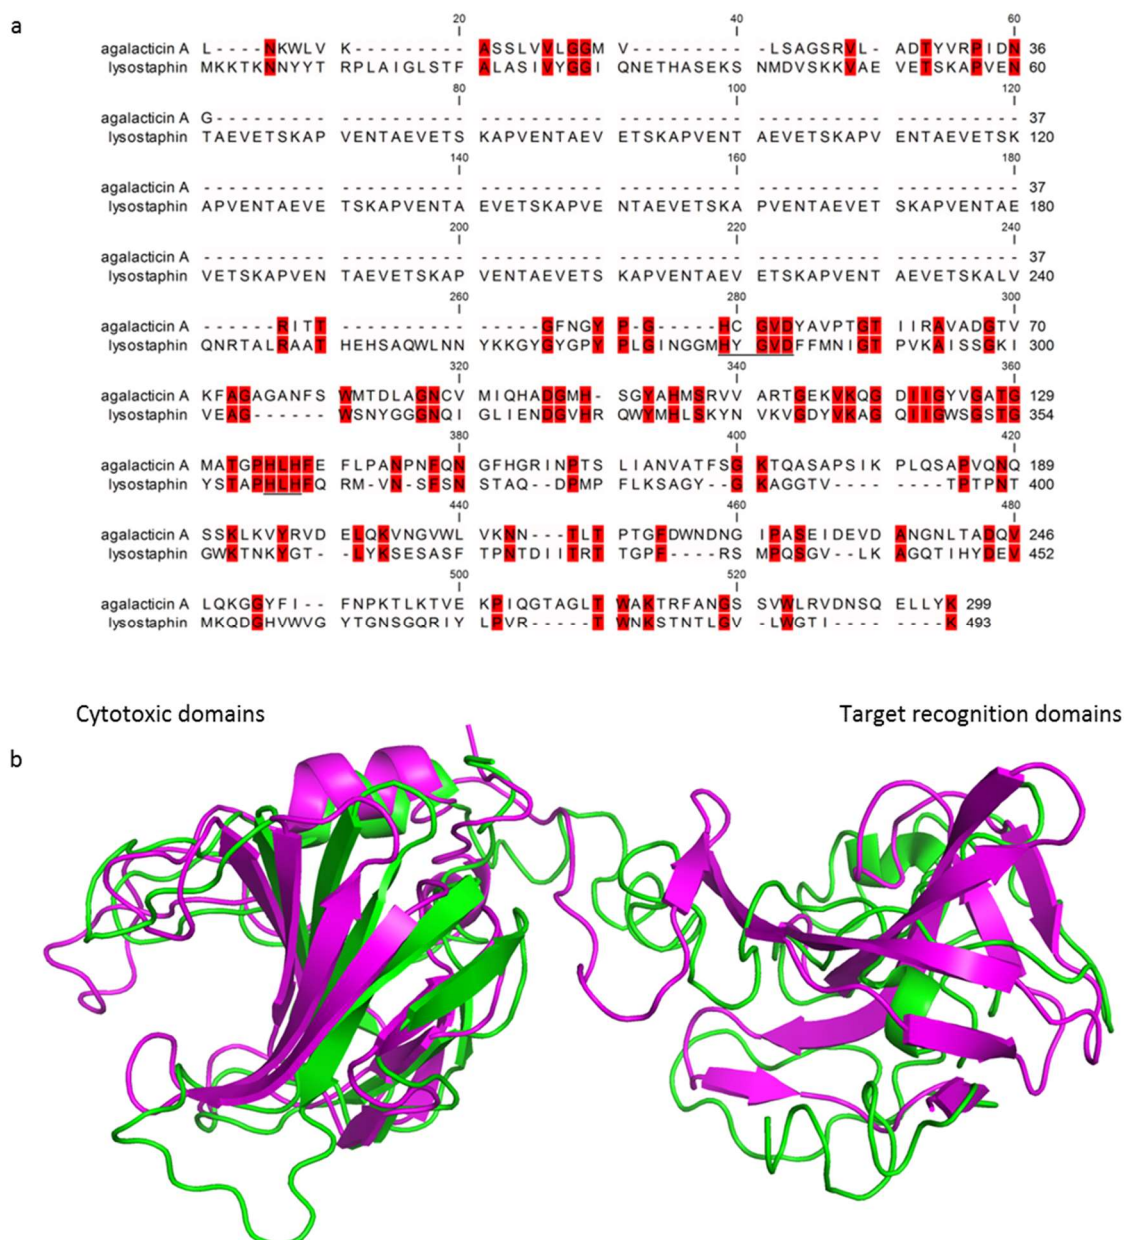 a
20 40 60
agalacticin A L----NKWLV K--------- ASSLVVLGGM V--------- -LSAGSRVL- ADTYVRPIDN 36
lysostaphin MKKTKNNYYT RPLAIGLSTF ALASIVYGGI QNETHASEKS NMDVSKKVAE VETSKAPVEN 60
80 100 120
agalacticin A G--------- ---------- ---------- ---------- ---------- ---------- 37
lysostaphin TAEVETSKAP VENTAEVETS KAPVENTAEV ETSKAPVENT AEVETSKAPV ENTAEVETSK 120
140 160 180
agalacticin A ---------- ---------- ---------- ---------- ---------- ---------- 37
lysostaphin APVENTAEVE TSKAPVENTA EVETSKAPVE NTAEVETSKA PVENTAEVET SKAPVENTAE 180
200 220 240
agalacticin A ---------- ---------- ---------- ---------- ---------- ---------- 37
lysostaphin VETSKAPVEN TAEVETSKAP VENTAEVETS KAPVENTAEV ETSKAPVENT AEVETSKALV 240
260 280 300
agalacticin A ------RITT ---------- -----GFNGY P-G-----HC GVDYAVPTGT IIRAVADGTV 70
lysostaphin QNRTALRAAT HEHSAQWLNN YKKGYGYGPY PLGINGGMHY GVDFFMNIGT PVKAISSGKI 300
320 340 360
agalacticin A KFAGAGANFS WMTDLAGNCV MIQHADGMH- SGYAHMSRVV ARTGEKVKQG DIIGYVGATG 129
lysostaphin VEAG------ WSNYGGGNQI GLIENDGVHR QWYMHLSKYN VKVGDYVKAG QIIGWSGSTG 354
380 400 420
agalacticin A MATGPHLHFE FLPANPNFQN GFHGRINPTS LIANVATFSG KTQASAPSIK PLQSAPVQNQ 189
lysostaphin YSTAPHLHFQ RM-VN-SFSN STAQ--DPMP FLKSAGY--G KAGGTV---- -----TPTPNT 400
440 460 480
agalacticin A SSKLKVYRVD ELQKVNGVWL VKNN---TLT PTGFDWNDNG IPASEIDEVD ANGNLTADQV 246
lysostaphin GWKTNKYGT- -LYKSESASF TPNTDIITRT TGPF----RS MPQSGV--LK AGQTIHYDEV 452
500 520
agalacticin A LQKGGYFI-- FNPKTLKTVE KPIQGTAGLT WAKTRFANGS SVWLRVDNSQ ELLYK 299
lysostaphin MKQDGHVWVG YTGNSGQRIY LPVR-----T WNKSTNTLGV -LWGTI---- ----K 493
Cytotoxic domains
Target recognition domains
b